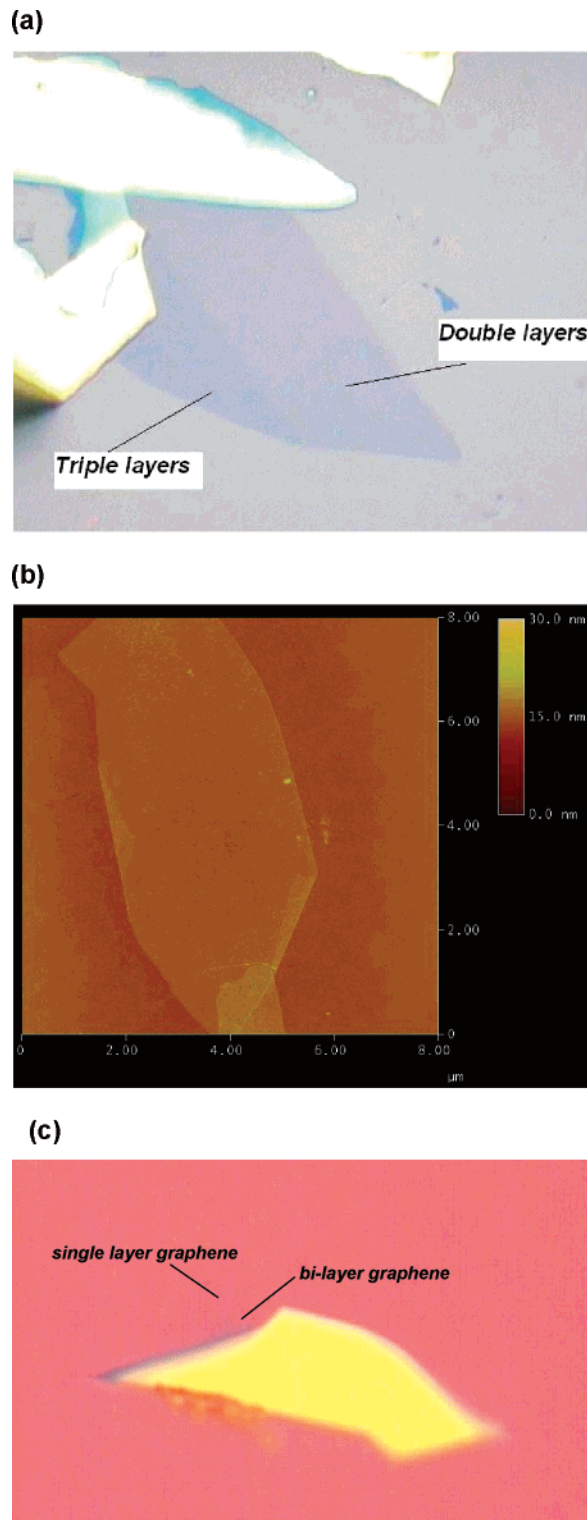 (a)
Double layers
Triple layers
(b)
8.00
30.0 nm
6.00
15.0 nm
4.00
0.0 nm
2.00
0
0 2.00 4.00 6.00 8.00
μm
(c)
single layer graphene
bi-layer graphene